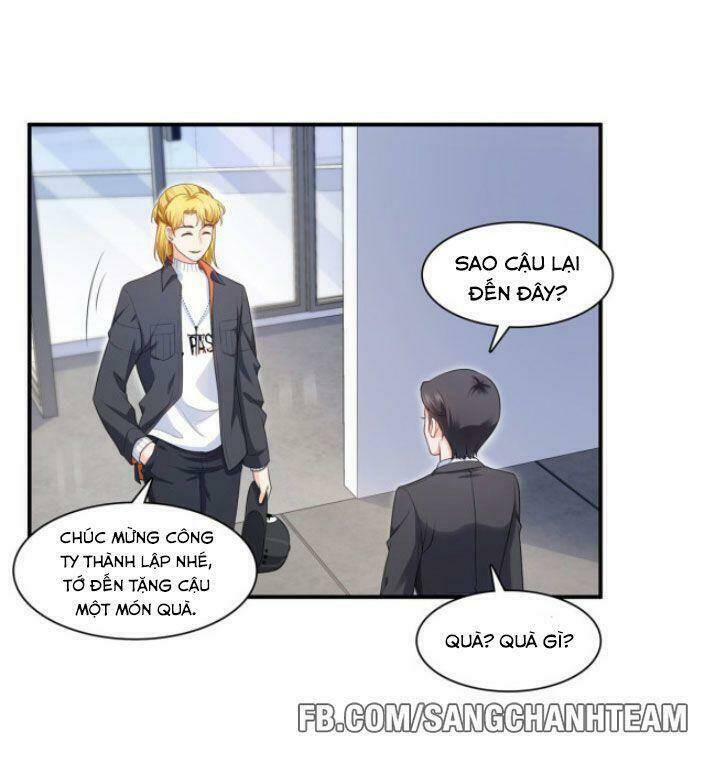 SAO CẬU LẠI
ĐẾN ĐÂY?
PAS
CHÚC MỪNG CÔNG
TY THÀNH LẬP NHÉ,
TỚ ĐẾN TẶNG CẬU
MỘT MÓN QUÀ.
QUÀ? QUÀ GÌ?
FB.COM/SANGCHANHTEAM